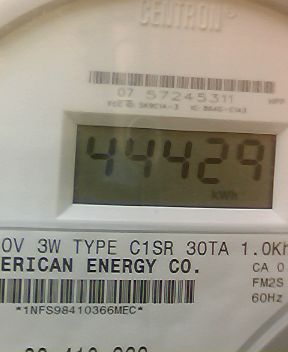 CENTRON
07 57245311
44429
kWh
0V 3W TYPE C1SR 30TA 1.0Kh
ERICAN ENERGY CO.
CA 0
FM2S
60Hz
*1NFS98410366MEC*